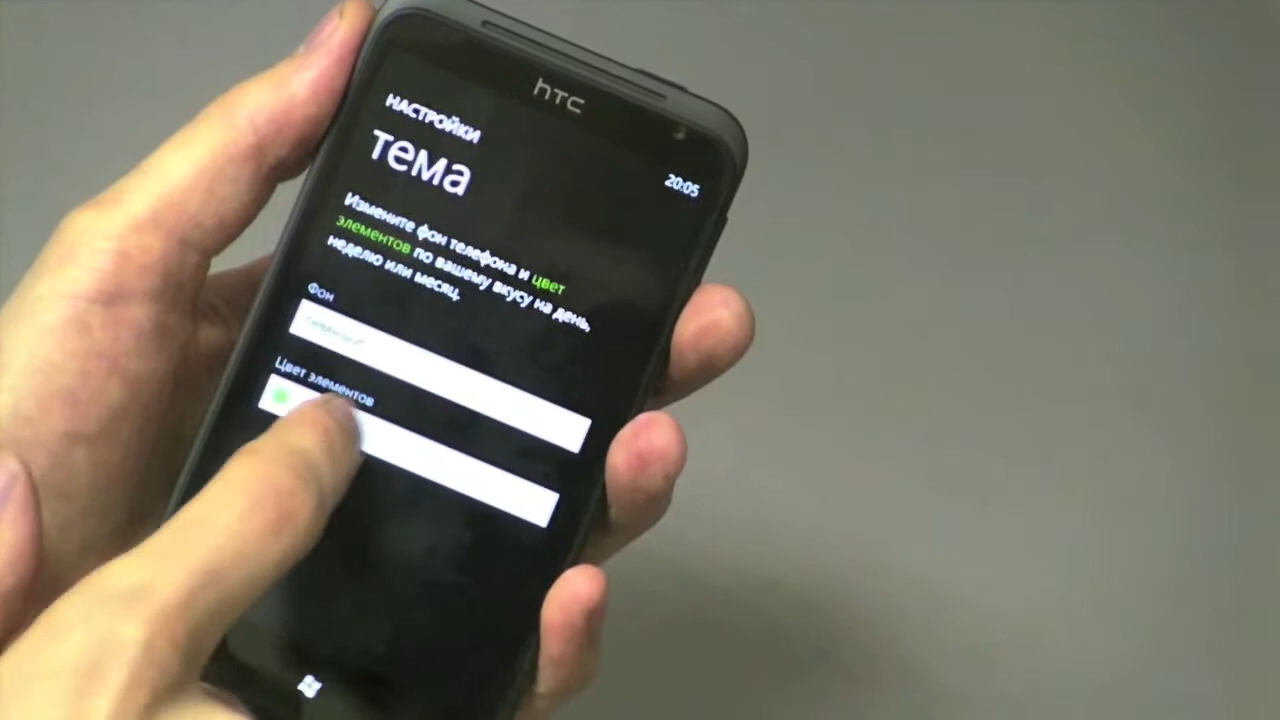 hTC
20:05
НАСТРОЙКИ
тема
Измените фон телефона и цвет
элементов по вашему вкусу на день,
неделю или месяц.
Фон
Цвет элементов